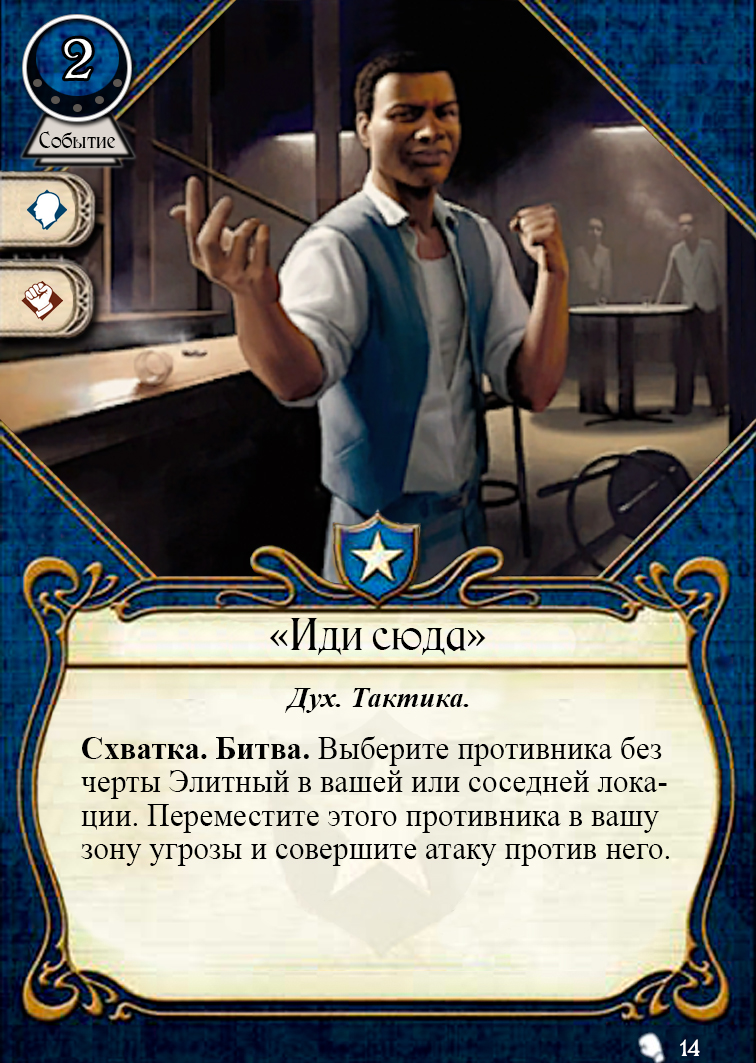 2
Событие
«Иди сюда»
Дух. Тактика.
Схватка. Битва. Выберите противника без
черты Элитный в вашей или соседней лока-
ции. Переместите этого противника в вашу
зону угрозы и совершите атаку против него.
14